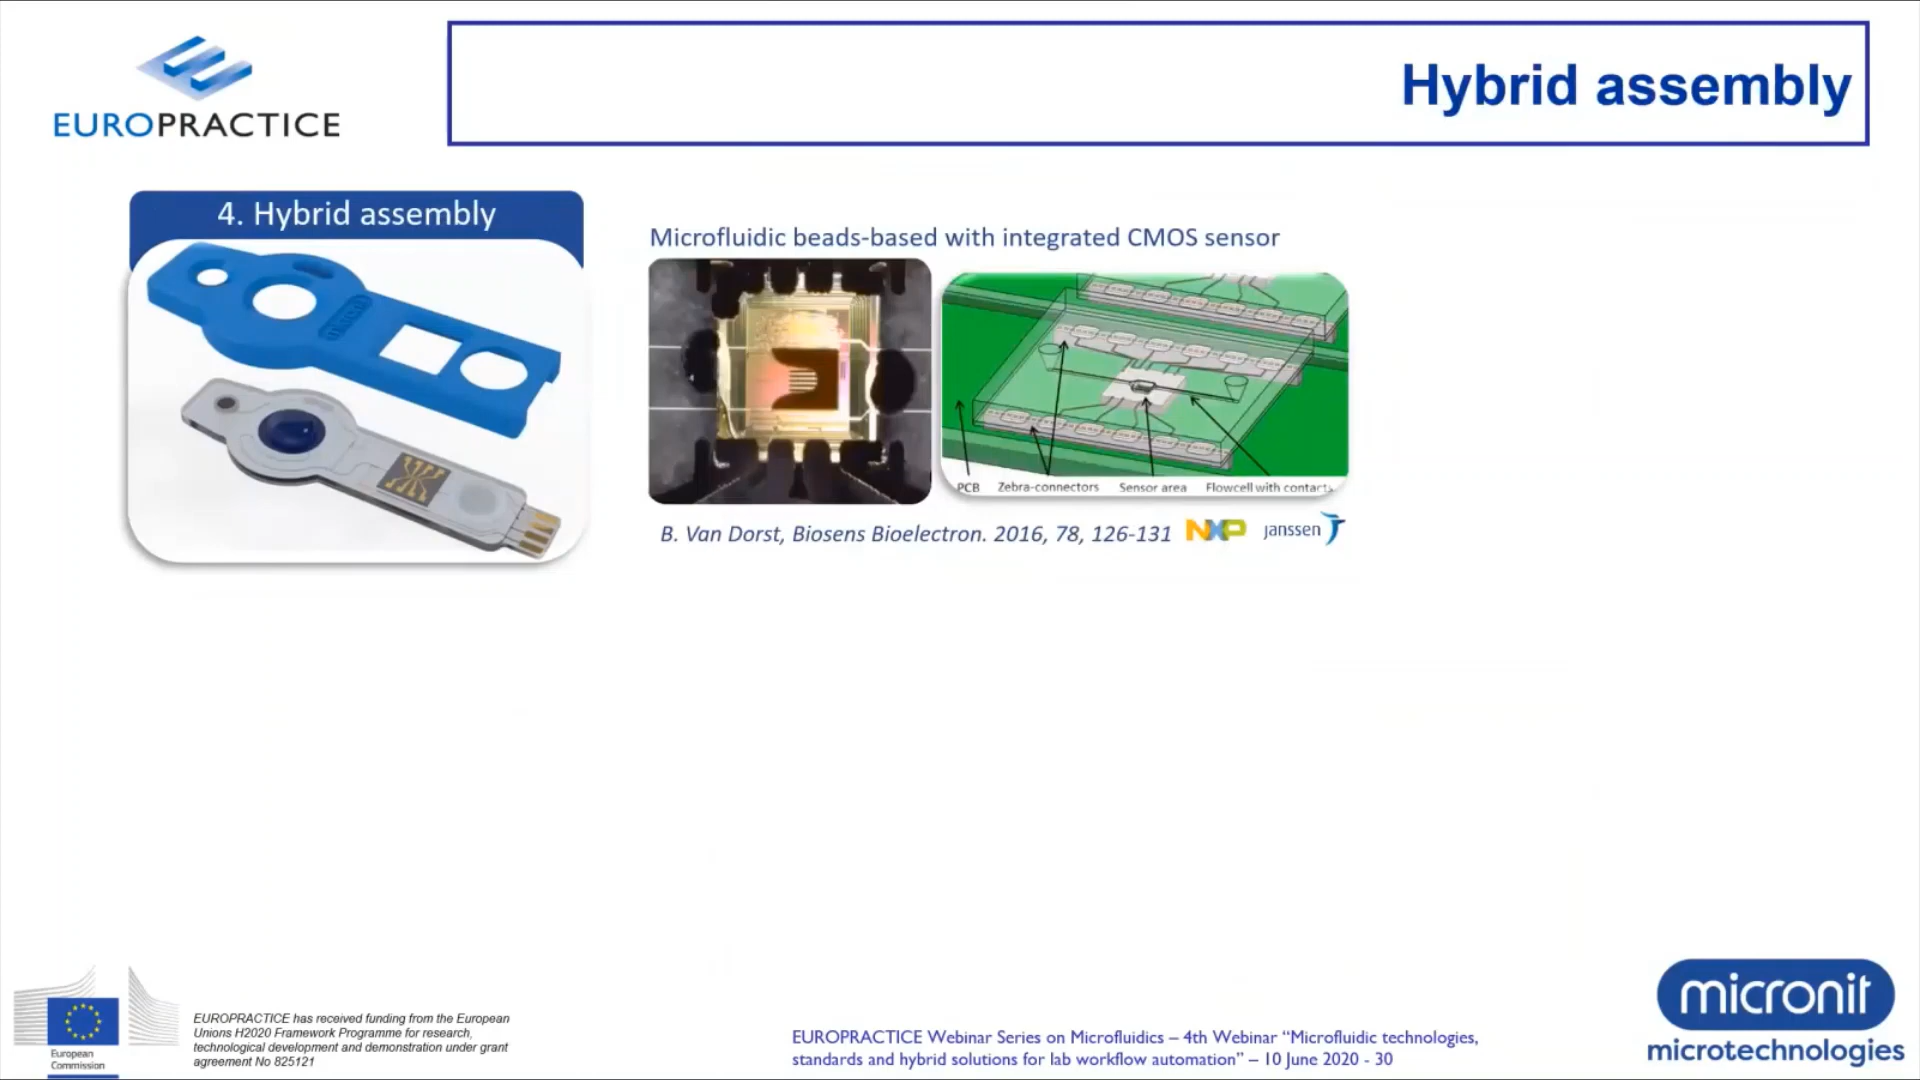 EUROPRACTICE
Hybrid assembly
4. Hybrid assembly
Microfluidic beads-based with integrated CMOS sensor
PCB Zebra-connectors Sensor area Flowcell with contacts
B. Van Dorst, Biosens Bioelectron. 2016, 78, 126-131 NXP janssen
European
Commission
EUROPRACTICE has received funding from the European
Unions H2020 Framework Programme for research,
technological development and demonstration under grant
agreement No 825121
EUROPRACTICE Webinar Series on Microfluidics – 4th Webinar “Microfluidic technologies,
standards and hybrid solutions for lab workflow automation” – 10 June 2020 - 30
micronit
microtechnologies